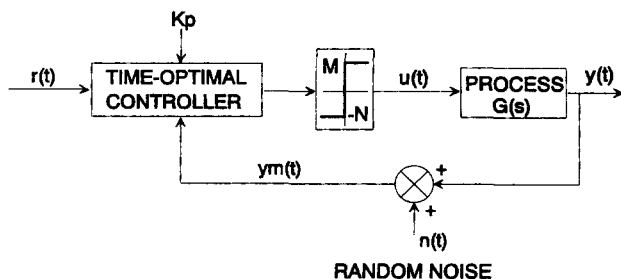 Kp
r(t)
TIME-OPTIMAL
CONTROLLER
M
-N
u(t)
PROCESS
G(s)
y(t)
ym(t)
+
+
n(t)
RANDOM NOISE